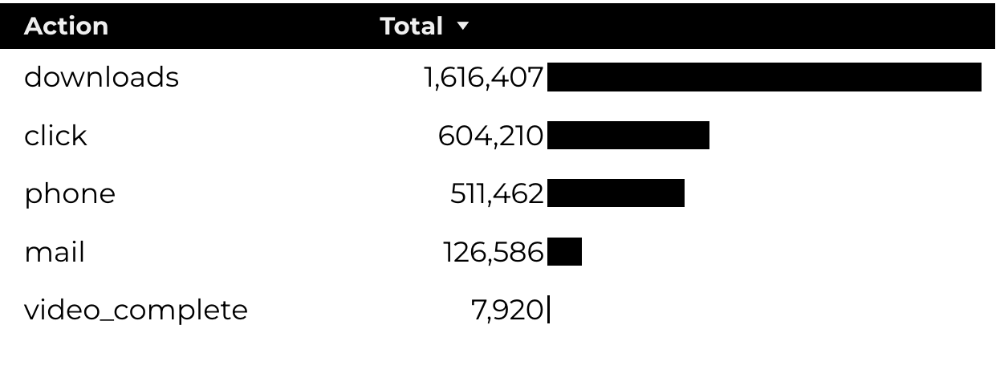 Action Total ▼
downloads 1,616,407
click 604,210
phone 511,462
mail 126,586
video_complete 7,920